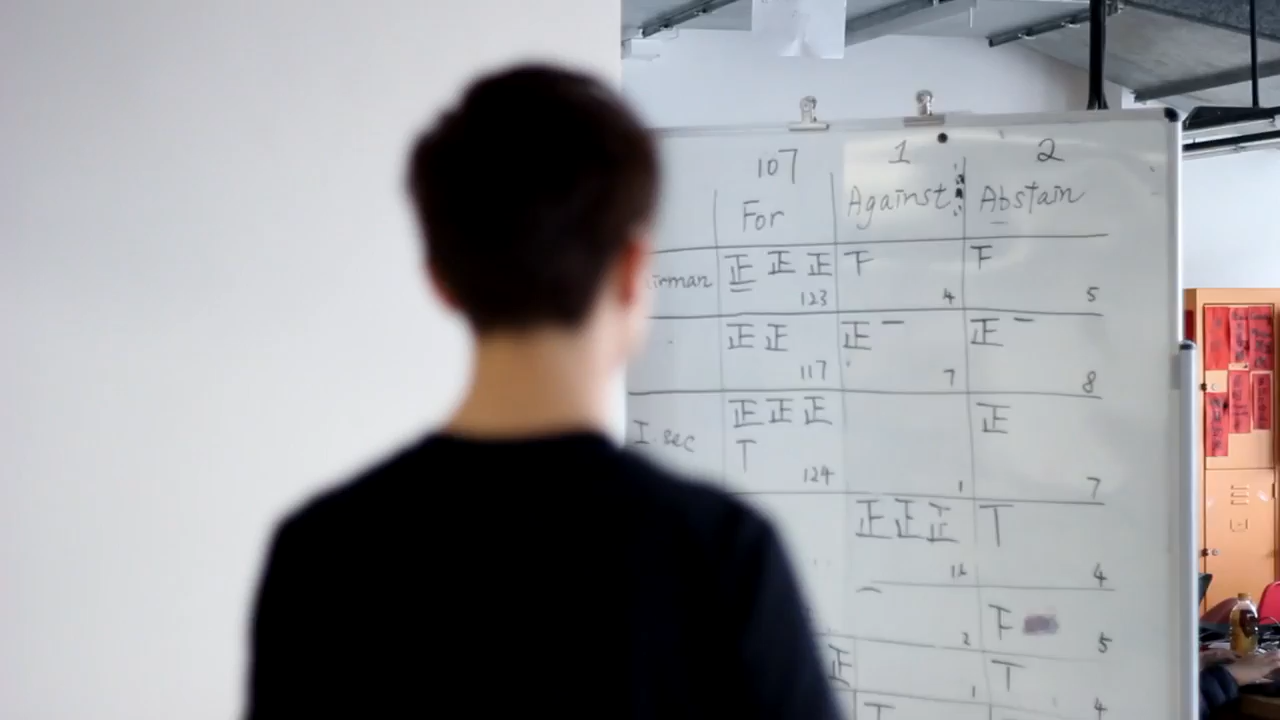 107 1 2
For Against Abstain
irman 正 正 正 下 下
123 4 5
正 正 正 一 正 一
117 7 8
I. sec 正 正 正 正
T
124 1 7
正 正 正 T
4
下
2 5
正 T
1 4
T